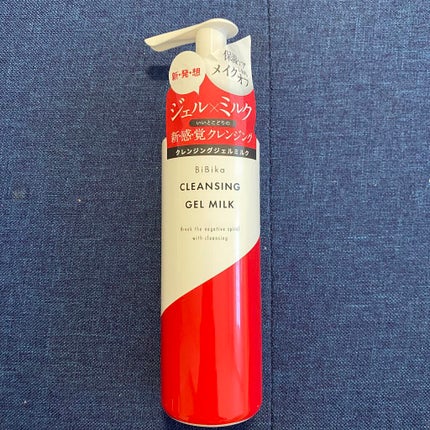 新・発・想
メイクオフ
ジェル×ミルク
いいとこどりの
新・感・覚クレンジング
クレンジングジェルミルク
BiBika
CLEANSING
GEL MILK
Break the negative spiral
with cleansing